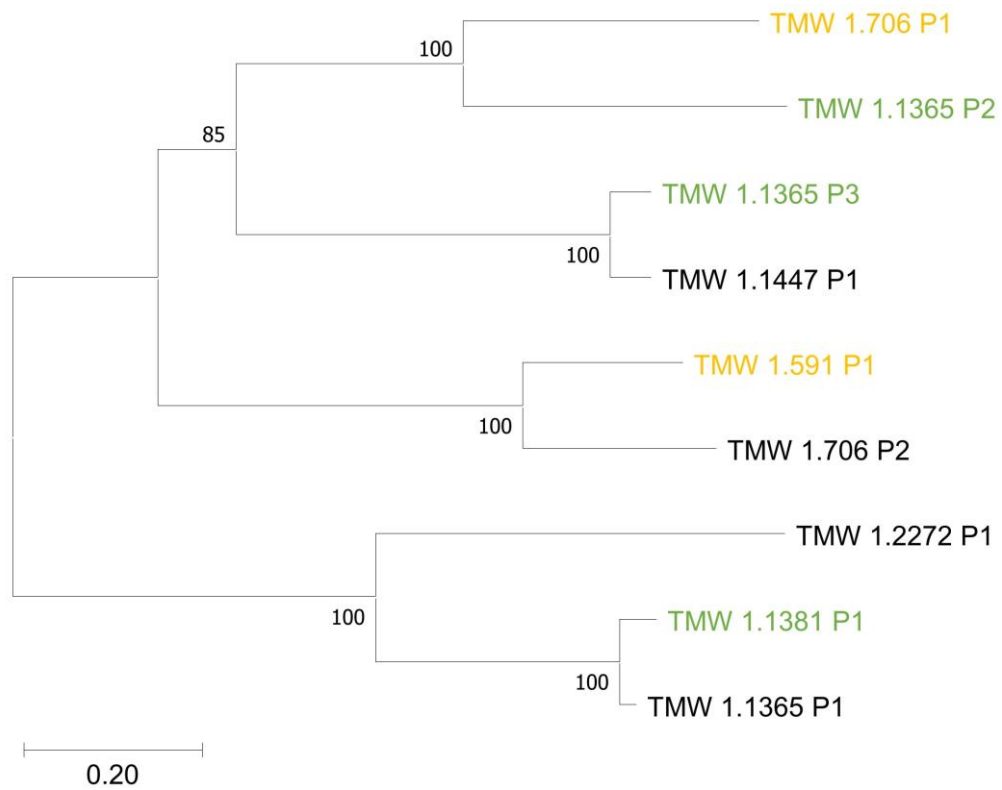 TMW 1.706 P1
100
TMW 1.1365 P2
85
TMW 1.1365 P3
100
TMW 1.1447 P1
TMW 1.591 P1
100
TMW 1.706 P2
TMW 1.2272 P1
100
TMW 1.1381 P1
100
TMW 1.1365 P1
0.20